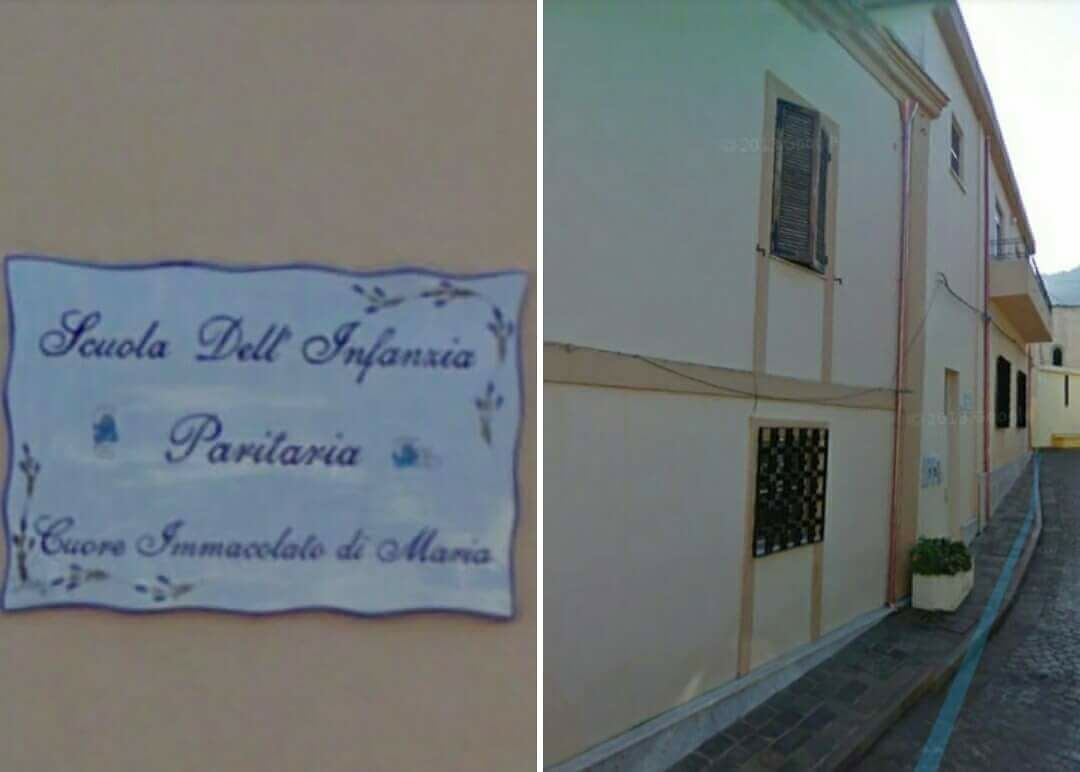 Scuola Dell' Infanzia
Paritaria
Cuore Immacolato di Maria